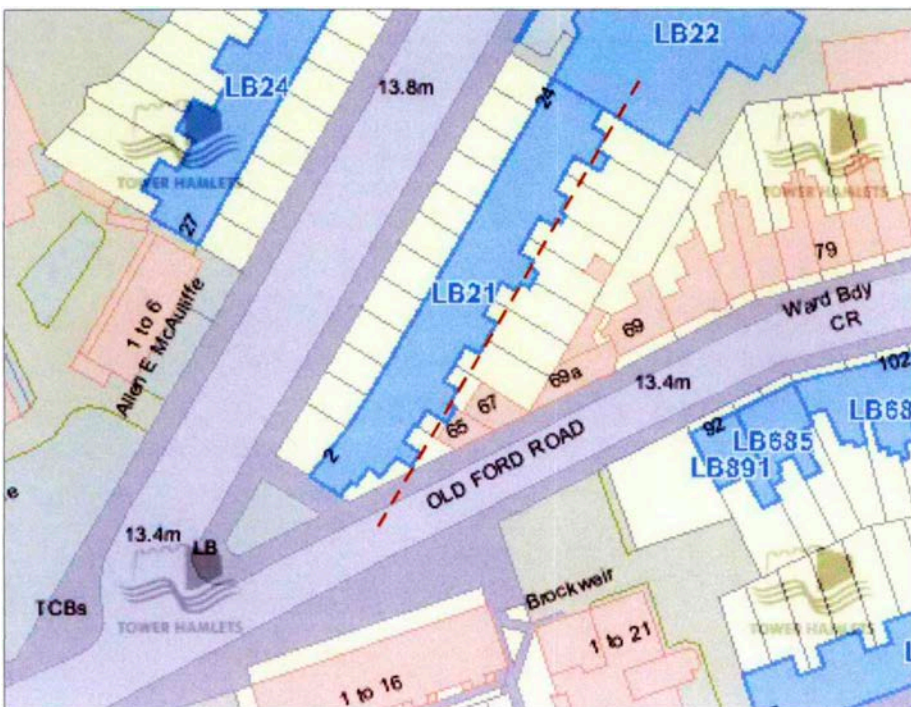 LB22
LB24
13.8m
24
TOWER HAMLETS
TOWER HAMLETS
27
79
LB21
Ward Bdy
CR
1 to 6
Allen E McAuliffe
69
69a
13.4m
102
67
65
92
LB685
LB68
LB891
2
OLD FORD ROAD
e
13.4m
LB
TCBs
TOWER HAMLETS
Brockweir
TOWER HAMLETS
1 to 21
1 to 16
L